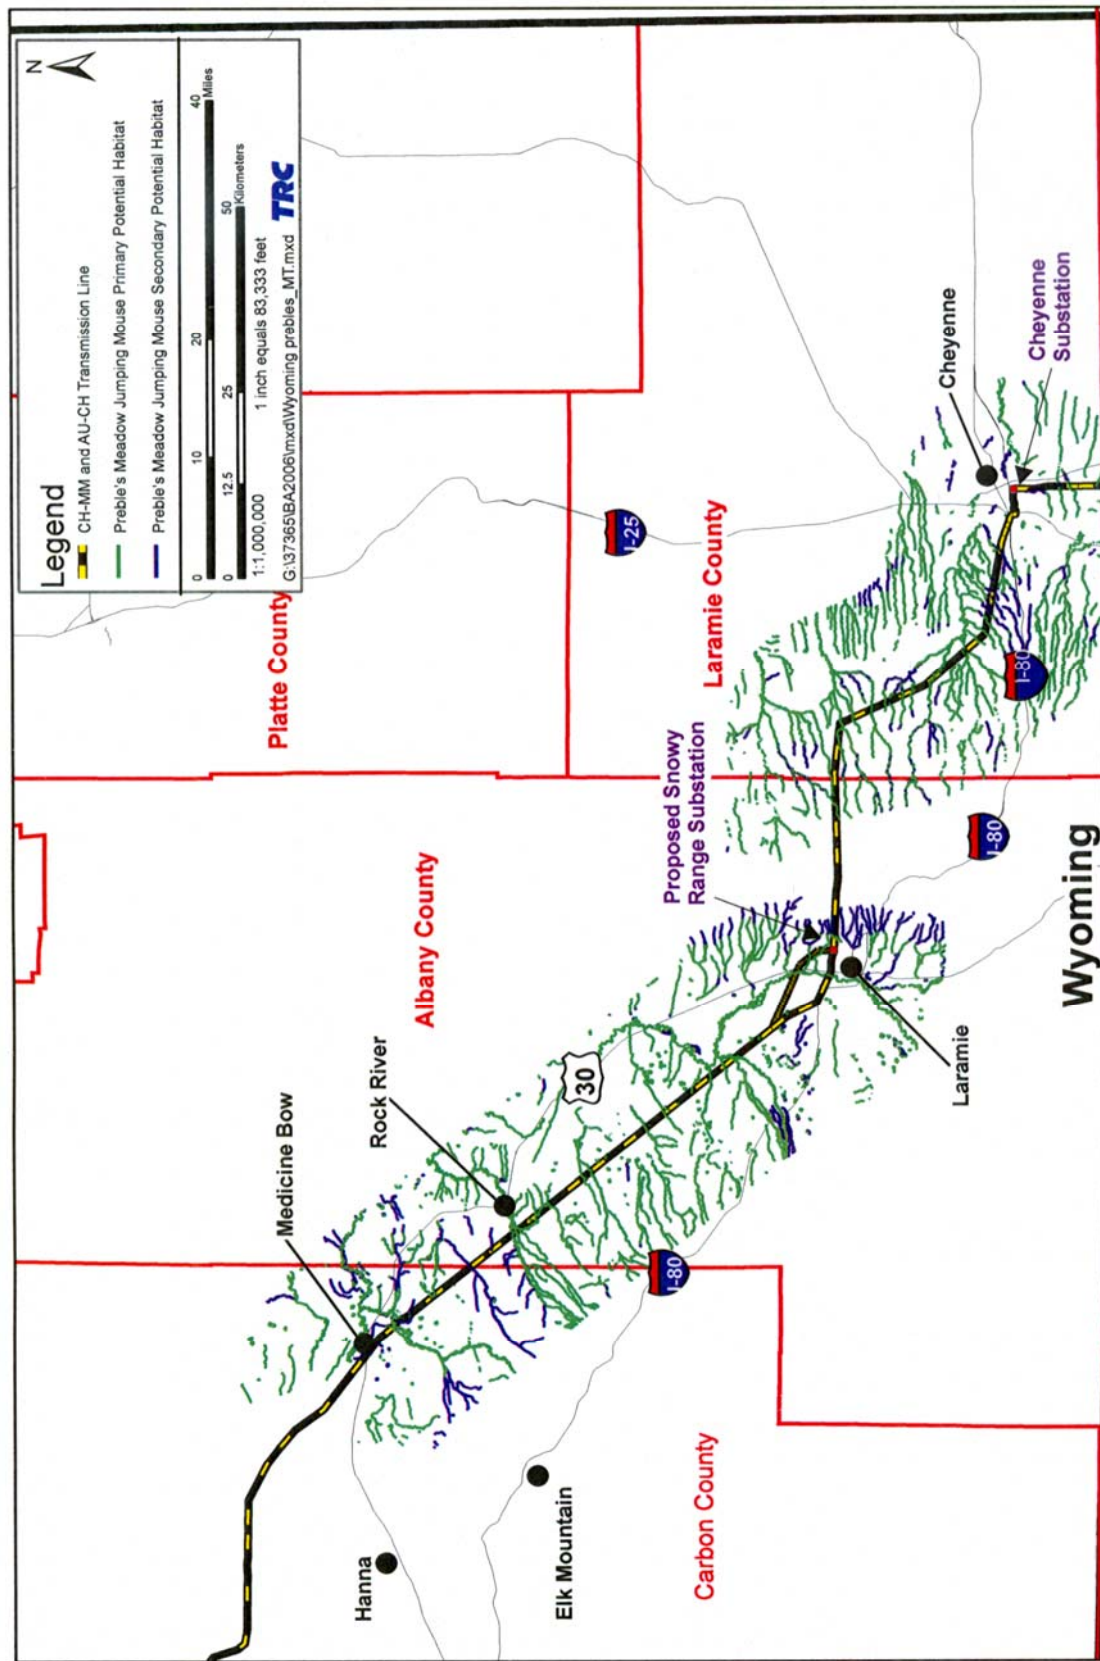 Legend
N
CH-MM and AU-CH Transmission Line
Preble's Meadow Jumping Mouse Primary Potential Habitat
Preble's Meadow Jumping Mouse Secondary Potential Habitat
0 10 20 40
Miles
0 12.5 25 50
Kilometers
1:1,000,000 1 inch equals 83,333 feet
G:\37365\BA2006\mxd\Wyoming prebles_MT.mxd
TRC
Platte County
I-25
Laramie County
Albany County
Carbon County
Medicine Bow
Rock River
30
Hanna
Elk Mountain
I-80
Proposed Snowy
Range Substation
Laramie
I-80
I-80
Cheyenne
Cheyenne
Substation
Wyoming